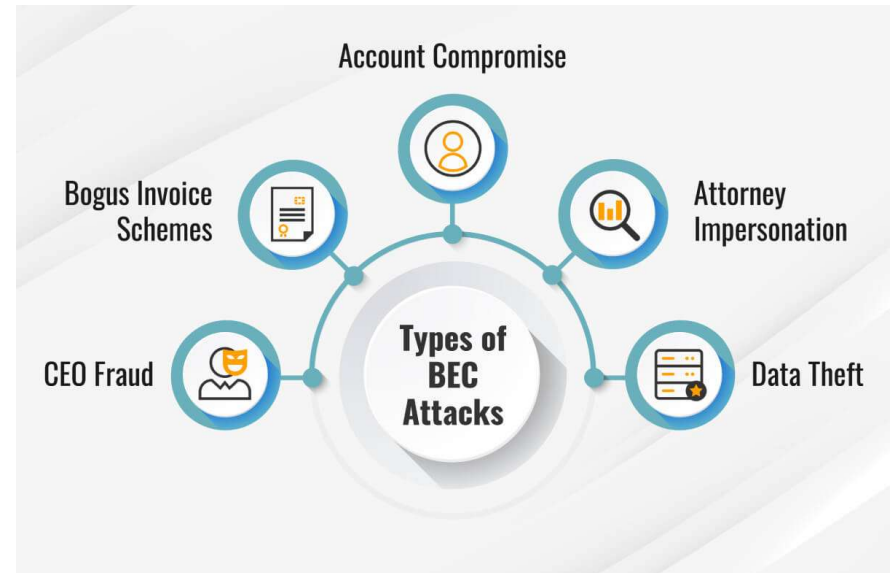 Account Compromise
Bogus Invoice
Schemes
Attorney
Impersonation
CEO Fraud
Types of
BEC
Attacks
Data Theft